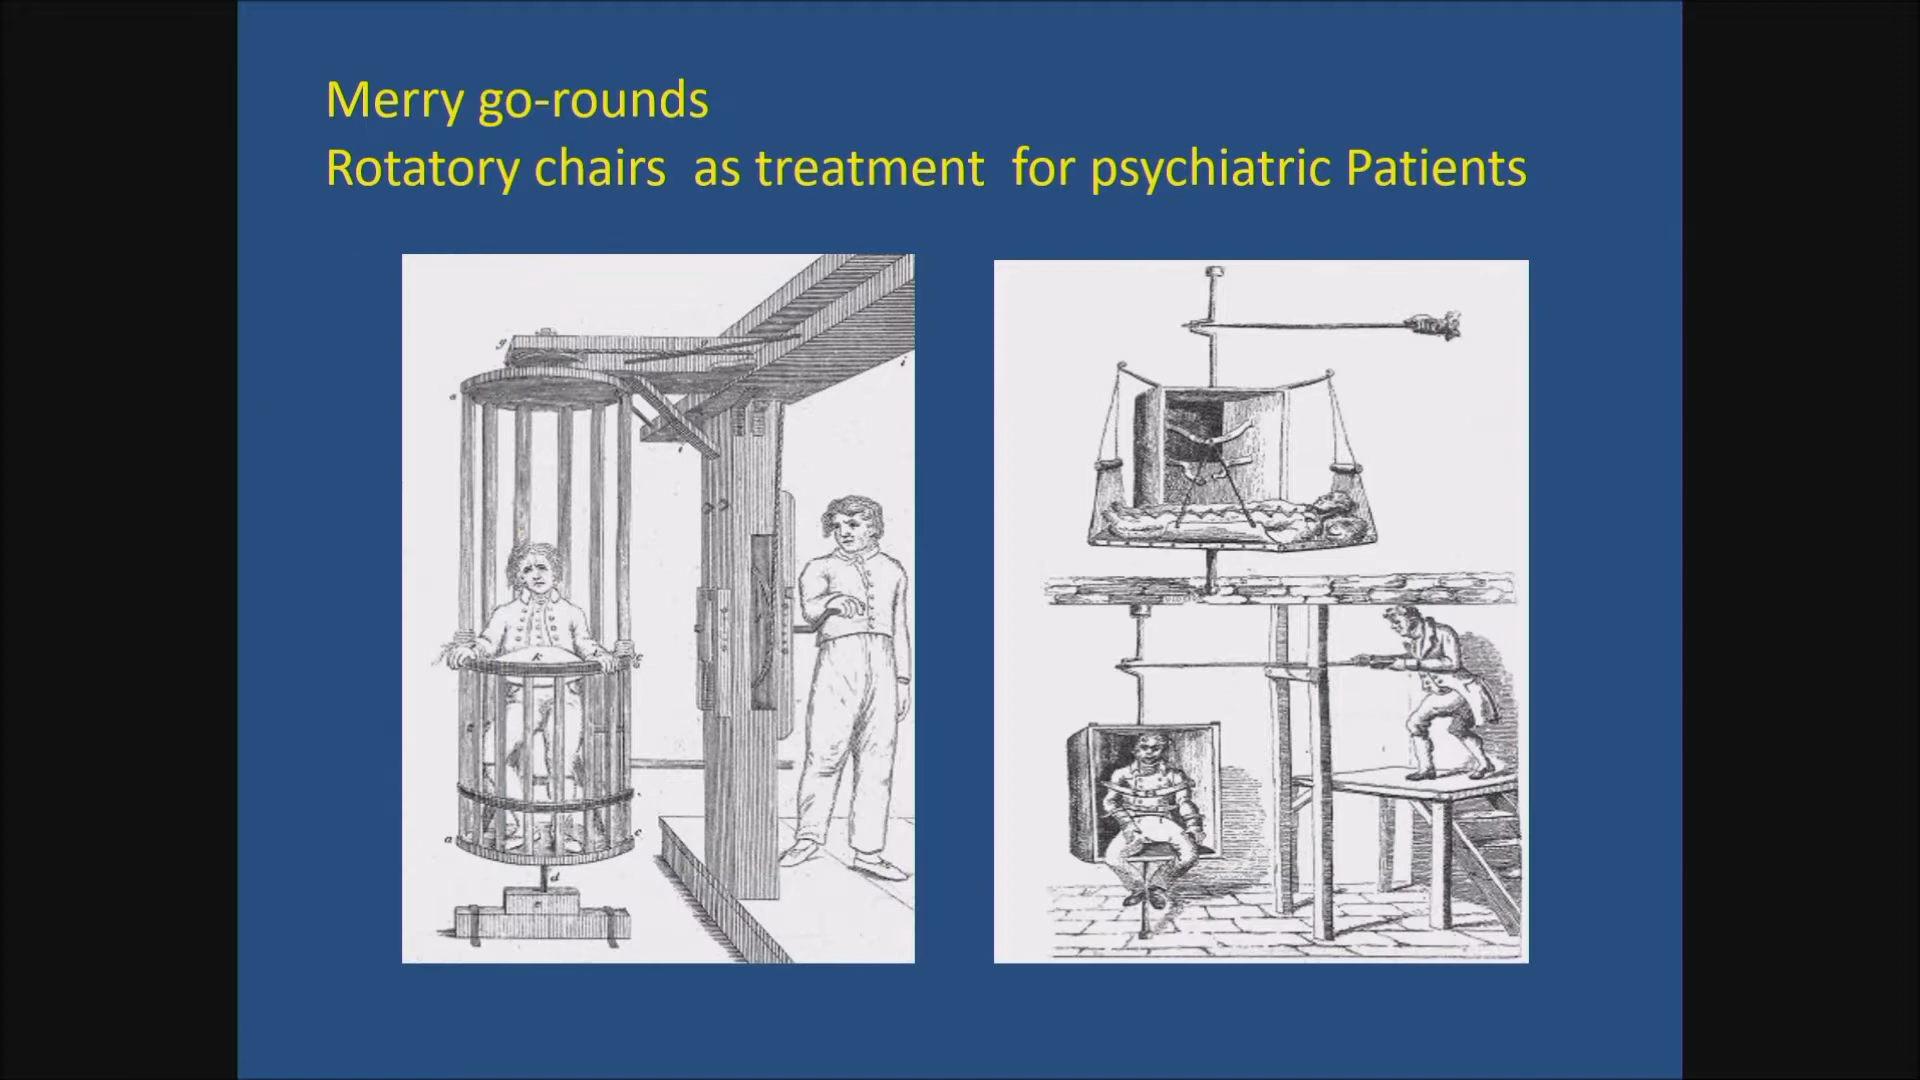 Merry go-rounds
Rotatory chairs as treatment for psychiatric Patients
g
a
i
k
c
a
c
d